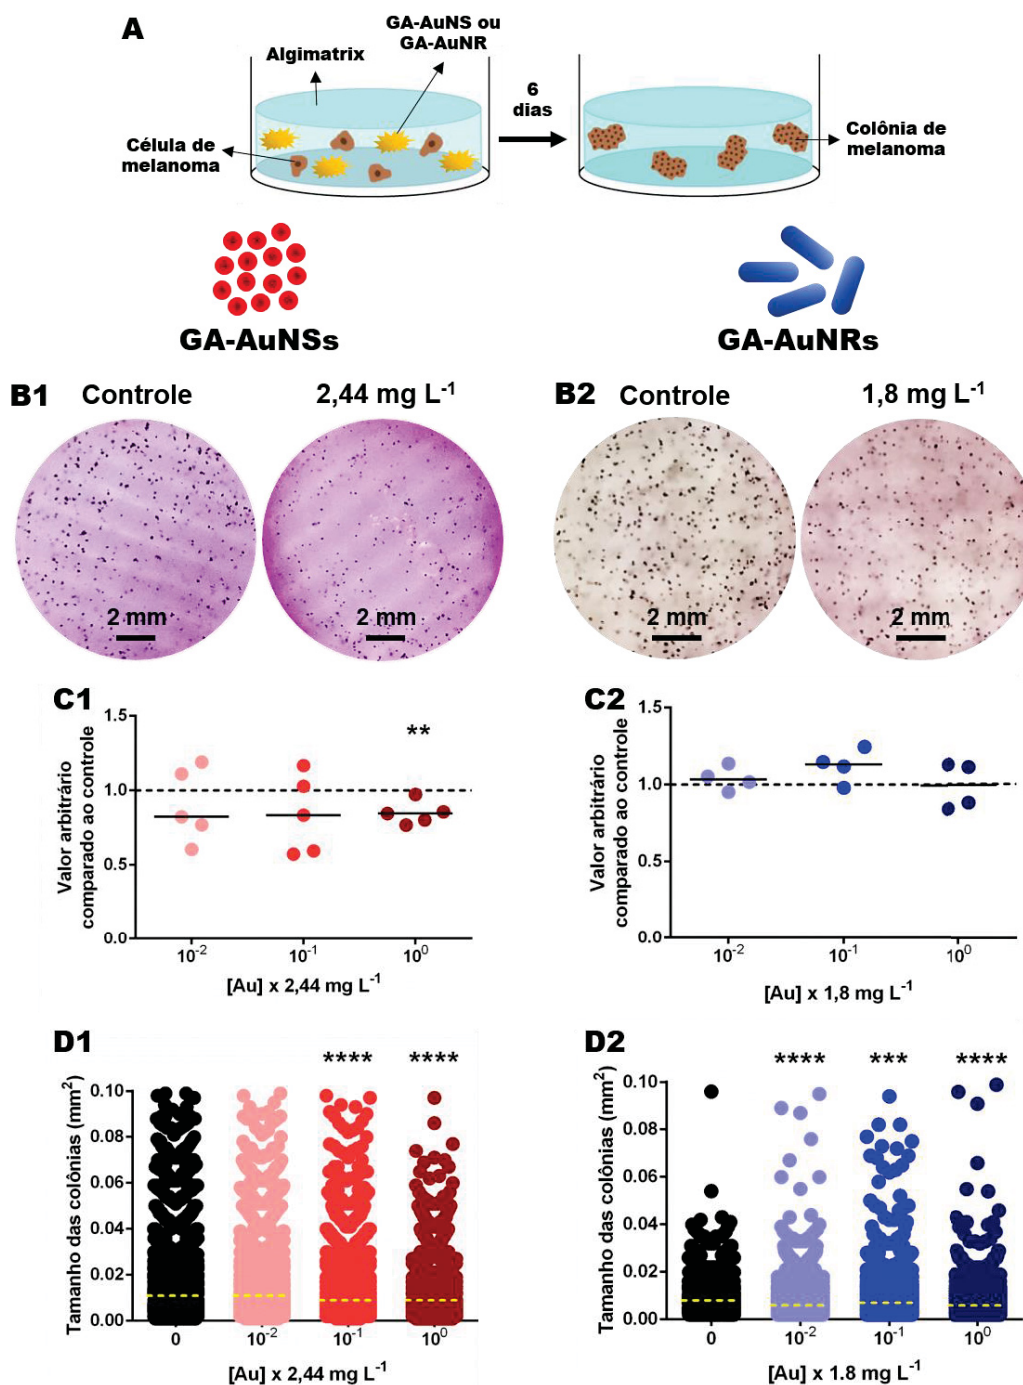 A
Algimatrix
GA-AuNS ou
GA-AuNR
6
dias
Célula de
melanoma
Colônia de
melanoma
GA-AuNSs
GA-AuNRs
B1 Controle 2,44 mg L⁻¹
2 mm
2 mm
B2 Controle 1,8 mg L⁻¹
2 mm
2 mm
C1
Valor arbitrário
comparado ao controle
1.5
1.0
0.5
0.0
**
10⁻² 10⁻¹ 10⁰
[Au] x 2,44 mg L⁻¹
C2
Valor arbitrário
comparado ao controle
1.5
1.0
0.5
0.0
10⁻² 10⁻¹ 10⁰
[Au] x 1,8 mg L⁻¹
D1
Tamanho das colônias (mm²)
0.10
0.08
0.06
0.04
0.02
0.00
**** ****
0 10⁻² 10⁻¹ 10⁰
[Au] x 2,44 mg L⁻¹
D2
Tamanho das colônias (mm²)
0.10
0.08
0.06
0.04
0.02
0.00
**** *** ****
0 10⁻² 10⁻¹ 10⁰
[Au] x 1.8 mg L⁻¹